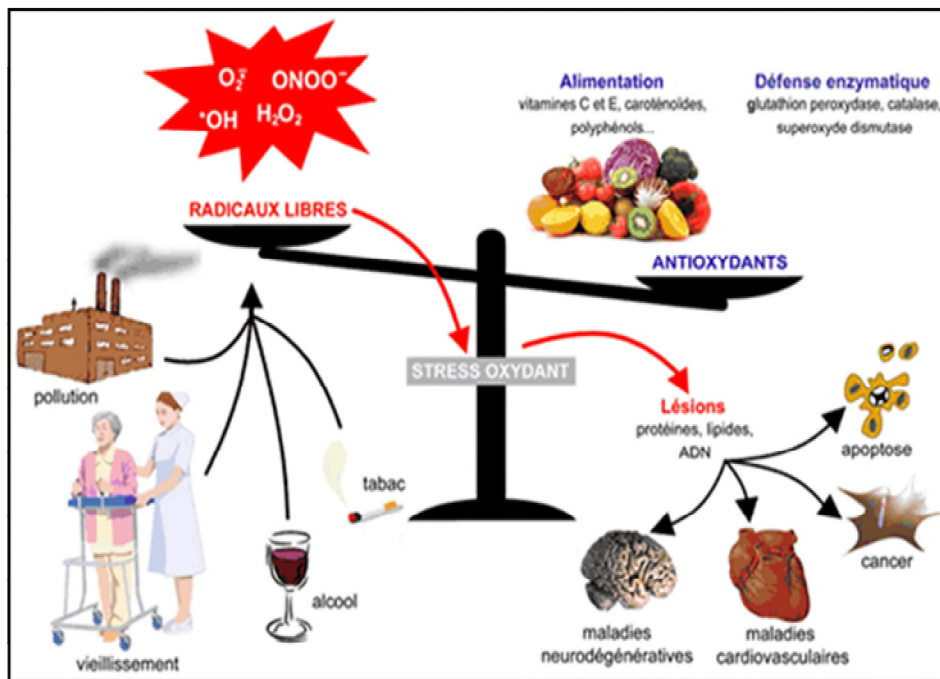 O₂⁻ ONOO⁻
•OH H₂O₂
RADICAUX LIBRES
Alimentation
vitamines C et E, caroténoïdes,
polyphénols...
Défense enzymatique
glutathion peroxydase, catalase,
superoxyde dismutase
ANTIOXYDANTS
STRESS OXYDANT
pollution
vieillissement
alcool
tabac
Lésions
protéines, lipides,
ADN
apoptose
cancer
maladies
cardiovasculaires
maladies
neurodégénératives